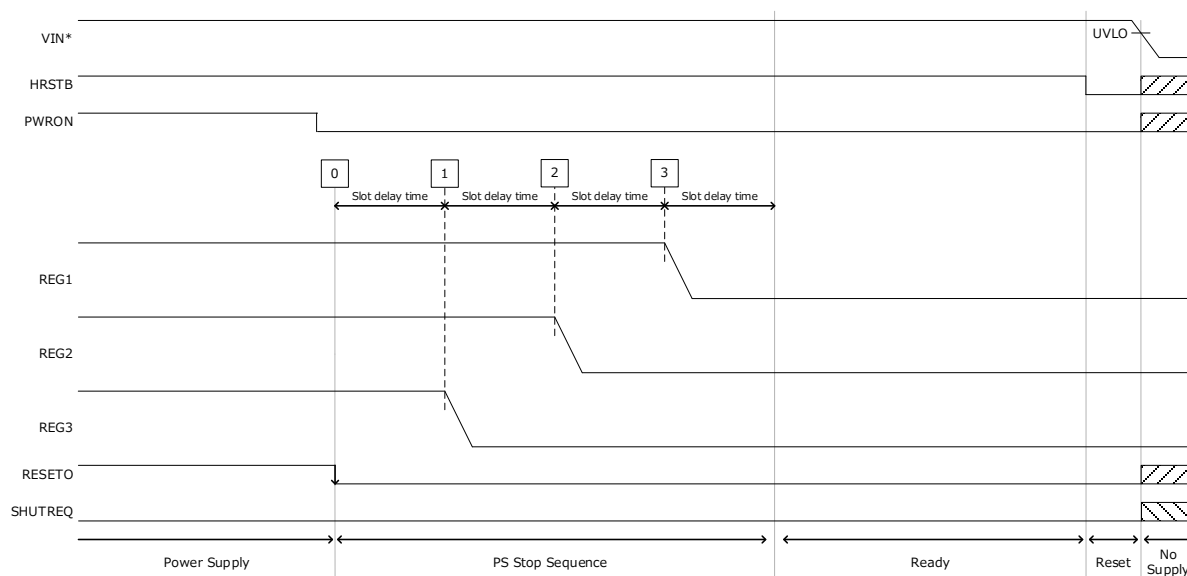 VIN*
UVLO
HRSTB
PWRON
0 1 2 3
Slot delay time Slot delay time Slot delay time Slot delay time
REG1
REG2
REG3
RESETO
SHUTREQ
Power Supply PS Stop Sequence Ready Reset No
Supply